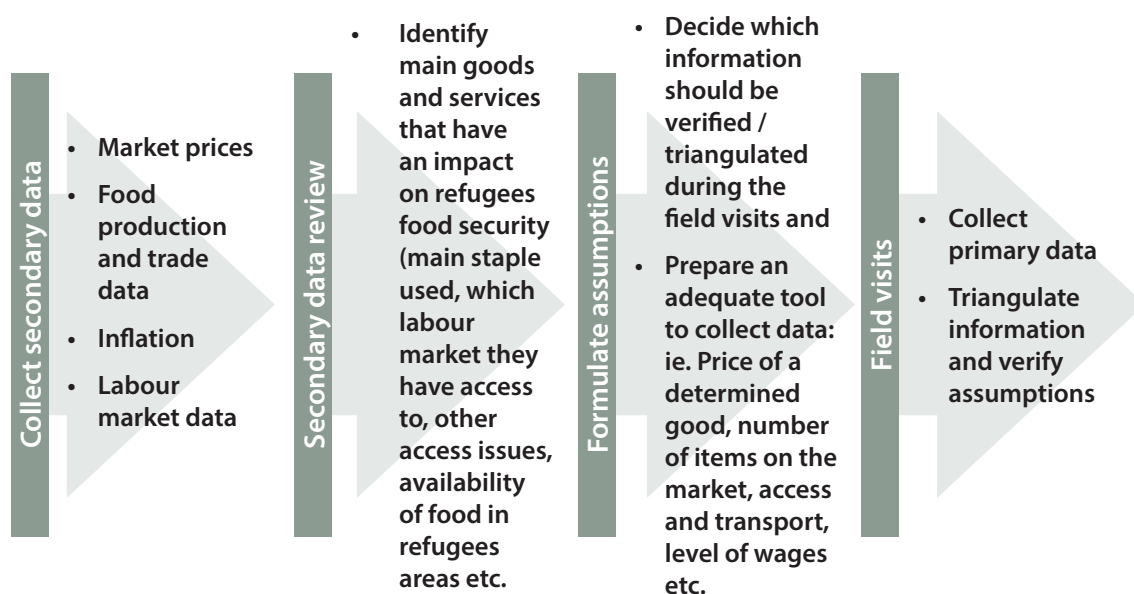 Collect secondary data
• Market prices
• Food
production
and trade
data
• Inflation
• Labour
market data
Secondary data review
• Identify
main goods
and services
that have
an impact
on refugees
food security
(main staple
used, which
labour
market they
have access
to, other
access issues,
availability
of food in
refugees
areas etc.
Formulate assumptions
• Decide which
information
should be
verified /
triangulated
during the
field visits and
• Prepare an
adequate tool
to collect data:
ie. Price of a
determined
good, number
of items on the
market, access
and transport,
level of wages
etc.
Field visits
• Collect
primary data
• Triangulate
information
and verify
assumptions